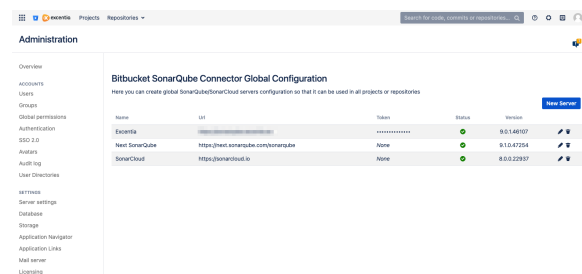 excentia Projects Repositories Search for code, commits or repositories...
Administration
Overview
ACCOUNTS
Users
Groups
Global permissions
Authentication
SSO 2.0
Avatars
Audit log
User Directories
SETTINGS
Server settings
Database
Storage
Application Navigator
Application Links
Mail server
Licensing
Bitbucket SonarQube Connector Global Configuration
Here you can create global SonarQube/SonarCloud servers configuration so that it can be used in all projects or repositories
New Server
Name Url Token Status Version
Excentia •••••••••••••• 9.0.1.46107
Next SonarQube https://next.sonarqube.com/sonarqube None 9.1.0.47254
SonarCloud https://sonarcloud.io None 8.0.0.22937